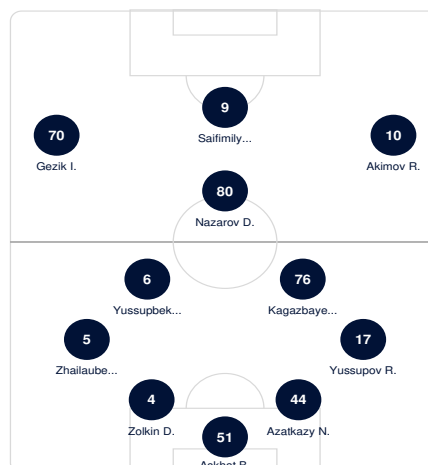 9
Saifimily...
70
Gezik I.
10
Akimov R.
80
Nazarov D.
6
Yussupbek...
76
Kagazbaye...
5
Zhailaube...
17
Yussupov R.
4
Zolkin D.
44
Azatkazy N.
51